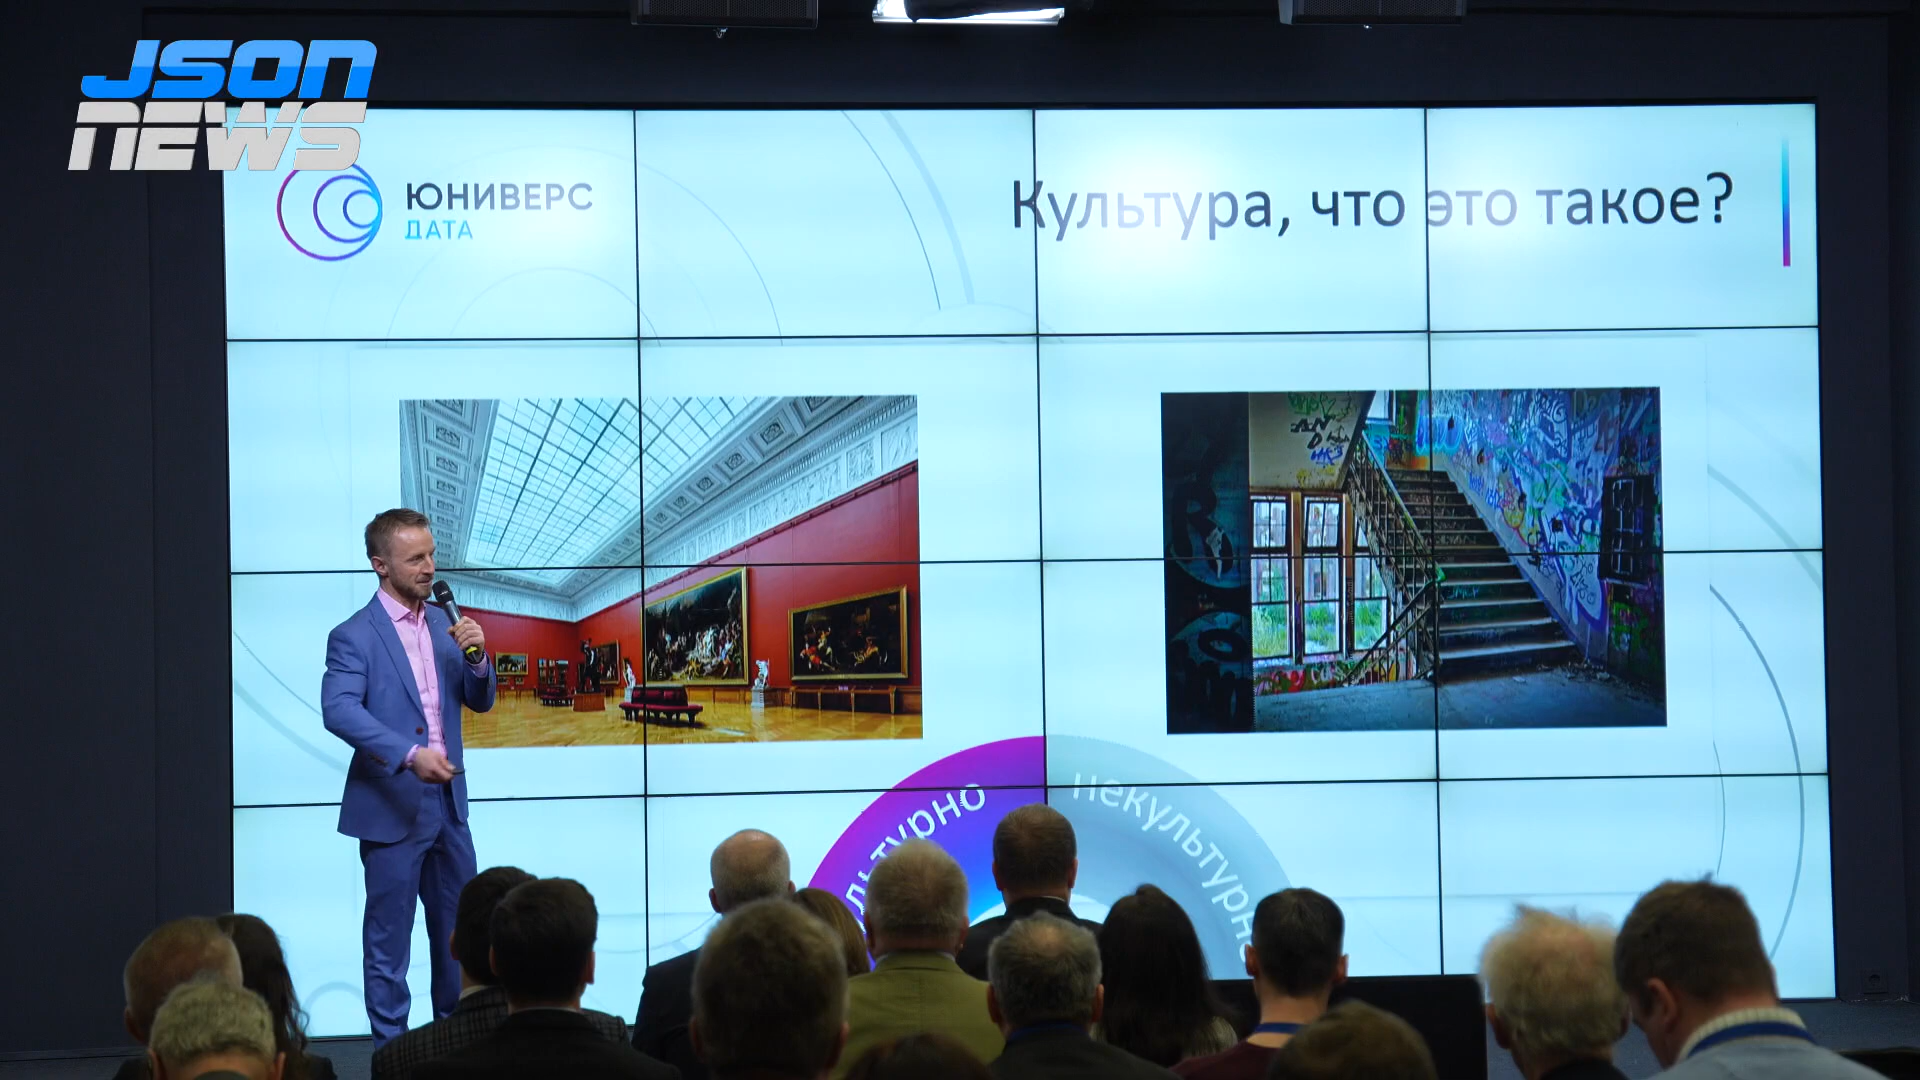 JSON
NEWS
ЮНИВЕРС
ДАТА
Культура, что это такое?
некультурно